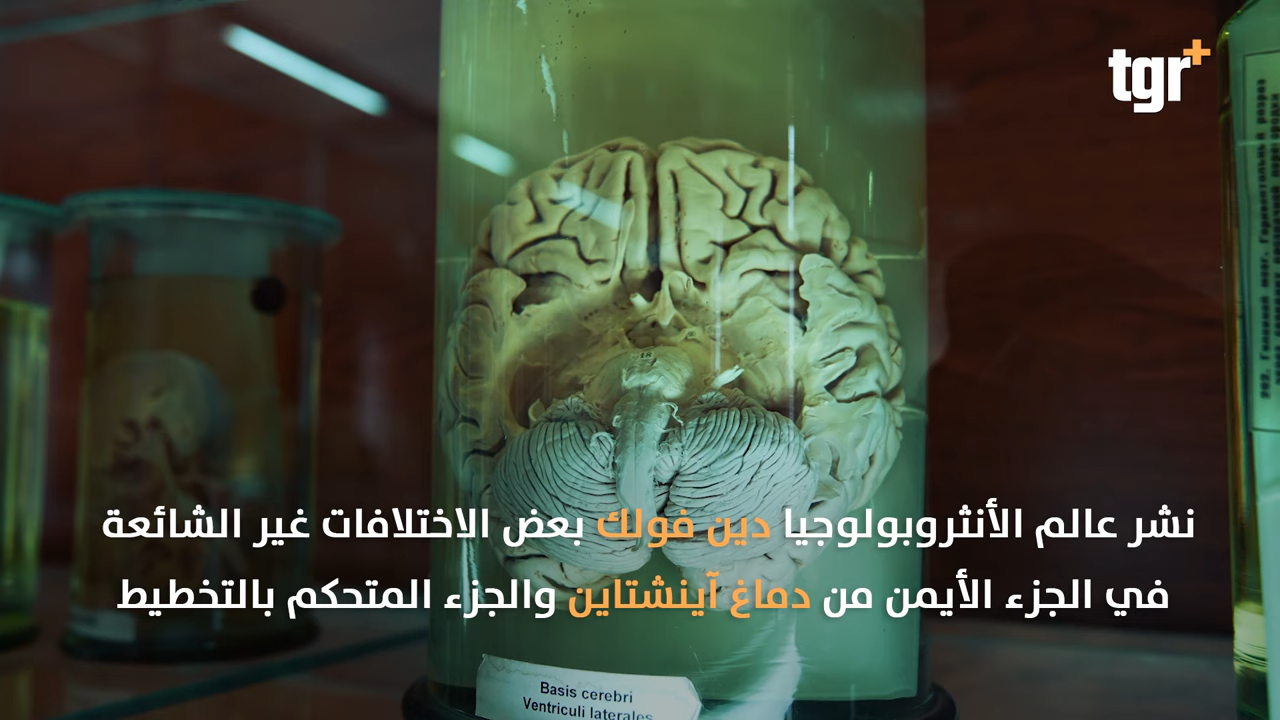 tgr+
نشر عالم الأنثروبولوجيا دين فولك بعض الاختلافات غير الشائعة
في الجزء الأيمن من دماغ آينشتاين والجزء المتحكم بالتخطيط
Basis cerebri
Ventriculi laterales